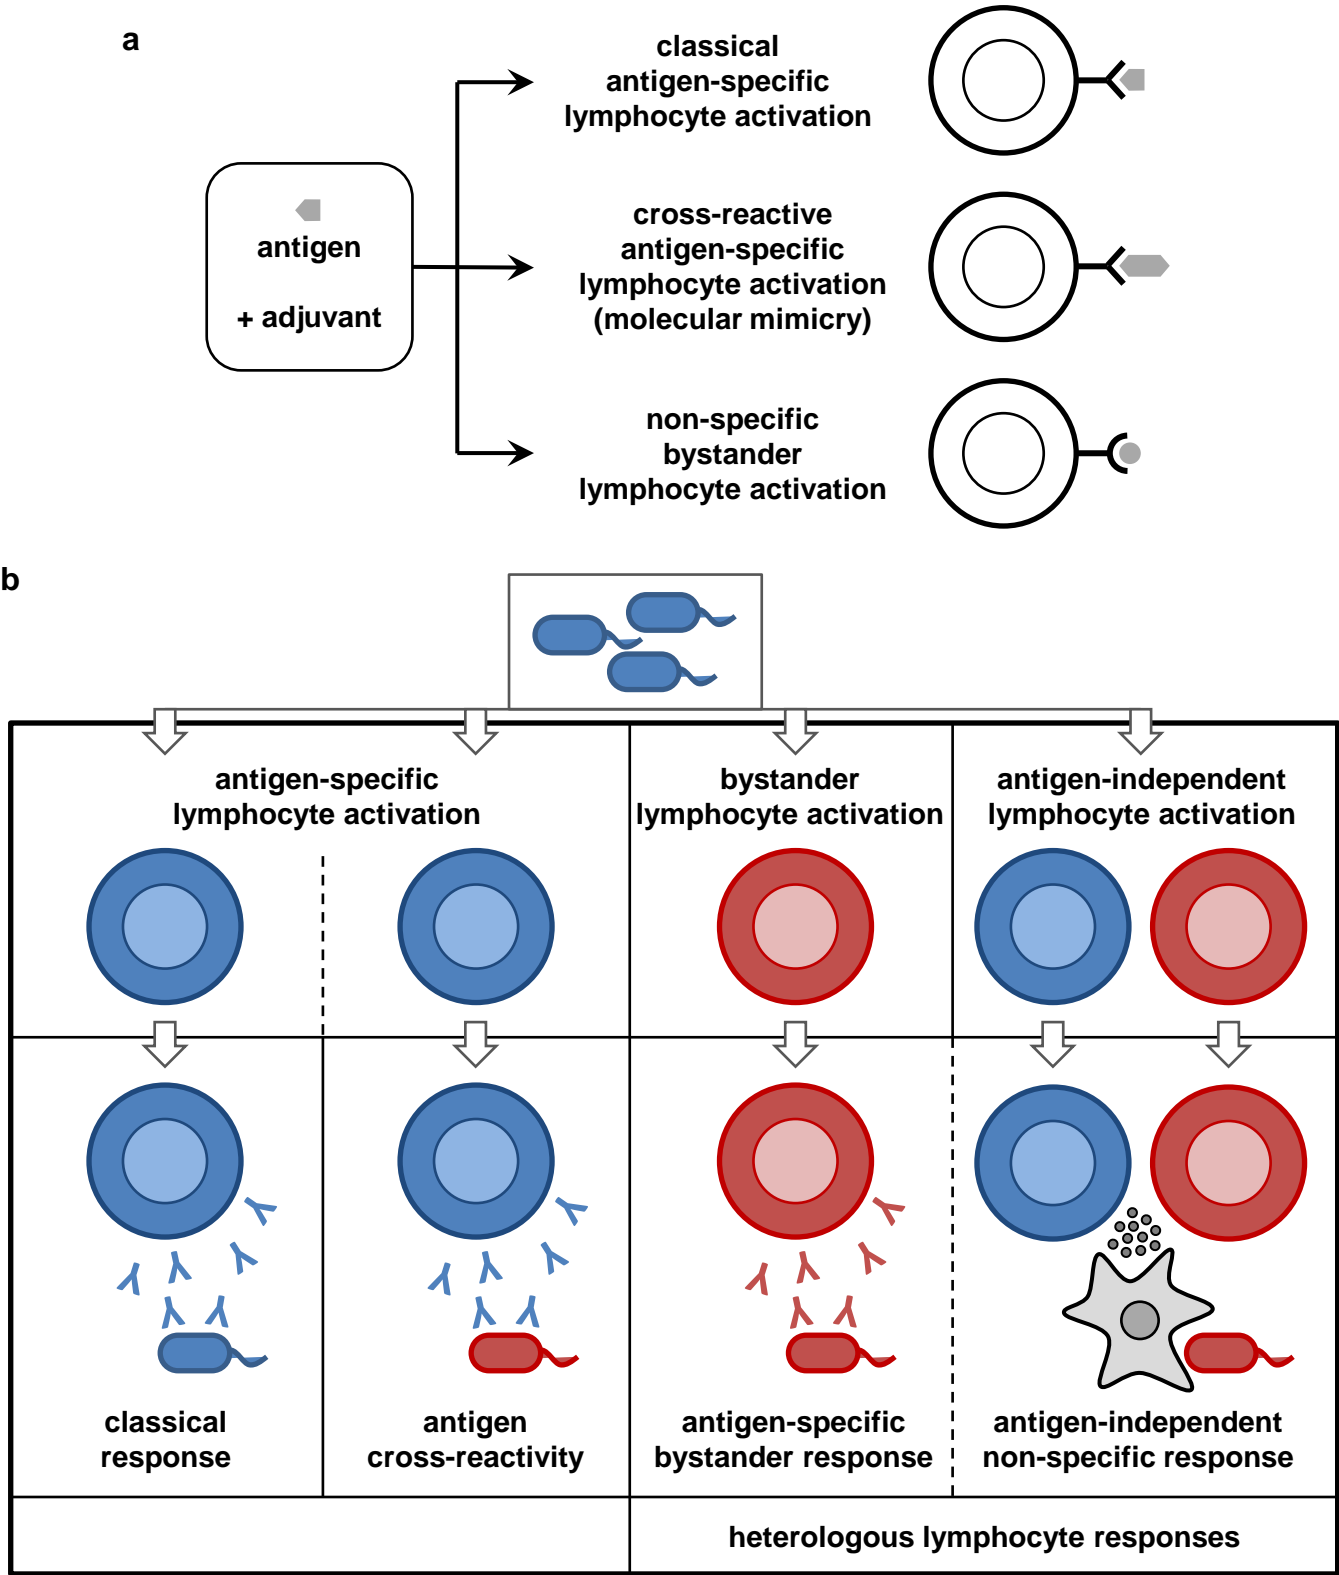 a
classical
antigen-specific
lymphocyte activation
antigen
+ adjuvant
cross-reactive
antigen-specific
lymphocyte activation
(molecular mimicry)
non-specific
bystander
lymphocyte activation
b
antigen-specific
lymphocyte activation
bystander
lymphocyte activation
antigen-independent
lymphocyte activation
classical
response
antigen
cross-reactivity
antigen-specific
bystander response
antigen-independent
non-specific response
heterologous lymphocyte responses